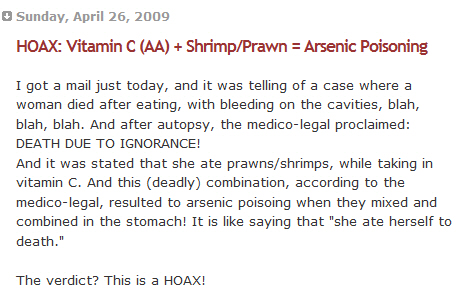 Sunday, April 26, 2009
HOAX: Vitamin C (AA) + Shrimp/Prawn = Arsenic Poisoning
I got a mail just today, and it was telling of a case where a
woman died after eating, with bleeding on the cavities, blah,
blah, blah. And after autopsy, the medico-legal proclaimed:
DEATH DUE TO IGNORANCE!
And it was stated that she ate prawns/shrimps, while taking in
vitamin C. And this (deadly) combination, according to the
medico-legal, resulted to arsenic poisoing when they mixed and
combined in the stomach! It is like saying that "she ate herself to
death."
The verdict? This is a HOAX!